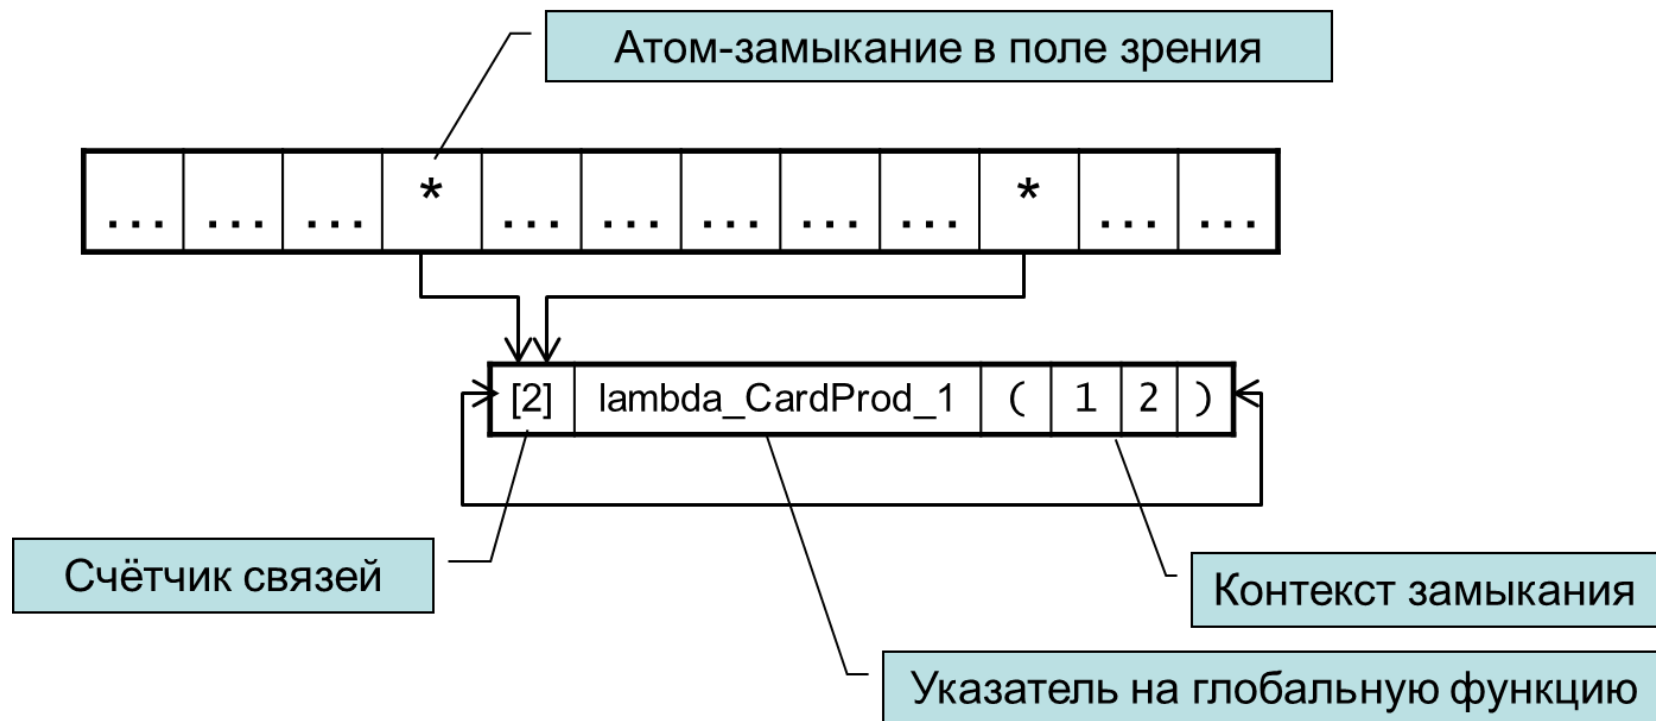 Атом-замыкание в поле зрения
... ... ... * ... ... ... ... ... * ... ...
[2] lambda_CardProd_1 ( 1 2 )
Счётчик связей
Контекст замыкания
Указатель на глобальную функцию